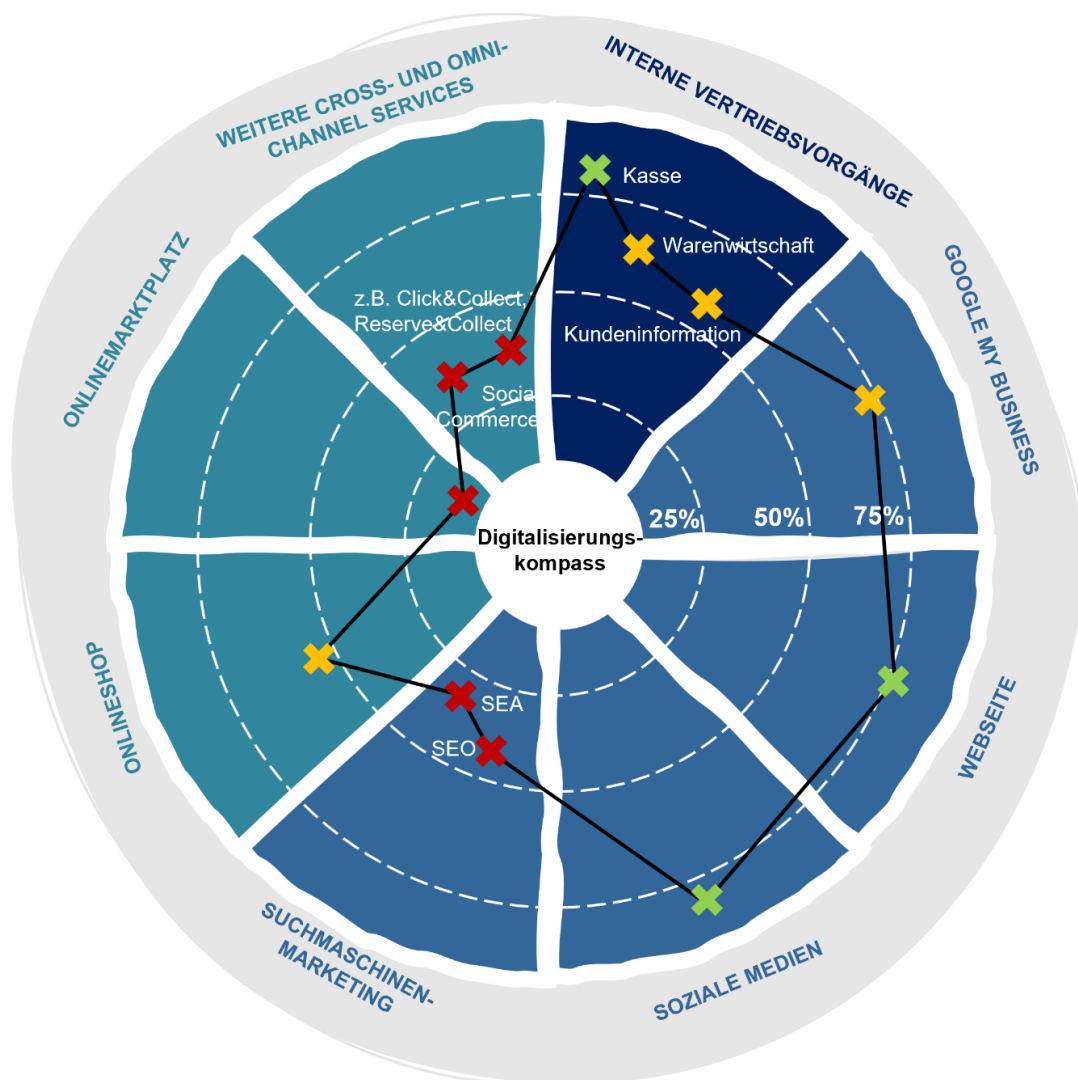 WEITERE CROSS- UND OMNI-
CHANNEL SERVICES
INTERNE VERTRIEBSVORGÄNGE
Kasse
Warenwirtschaft
Kundeninformation
z.B. Click&Collect,
Reserve&Collect
Social
Commerce
ONLINEMARKTPLATZ
GOOGLE MY BUSINESS
25%
50%
75%
Digitalisierungs-
kompass
ONLINESHOP
WEBSEITE
SEA
SEO
SUCHMASCHINEN-
MARKETING
SOZIALE MEDIEN